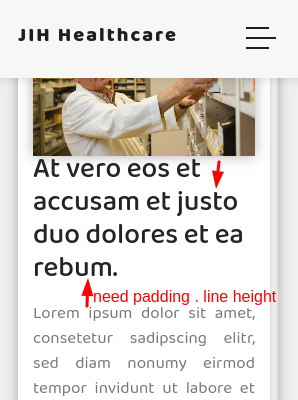 JIH Healthcare
At vero eos et
accusam et justo
duo dolores et ea
rebum.
need padding . line height
Lorem ipsum dolor sit amet,
consetetur sadipscing elitr,
sed diam nonumy eirmod
tempor invidunt ut labore et